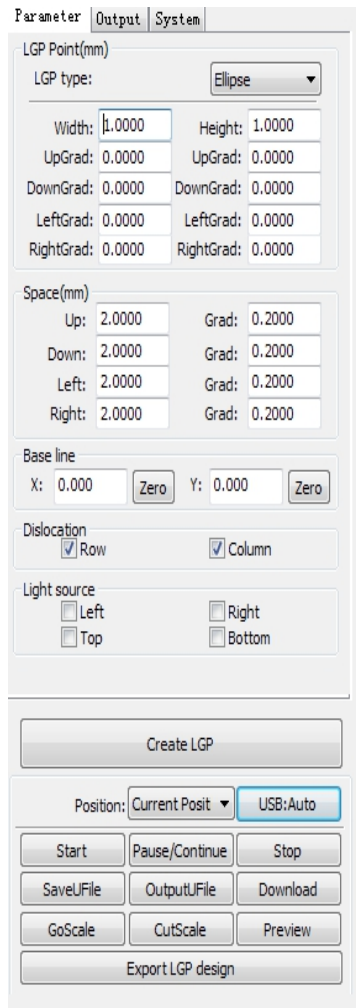 Parameter Output System
LGP Point(mm)
LGP type: Ellipse
Width: 1.0000 Height: 1.0000
UpGrad: 0.0000 UpGrad: 0.0000
DownGrad: 0.0000 DownGrad: 0.0000
LeftGrad: 0.0000 LeftGrad: 0.0000
RightGrad: 0.0000 RightGrad: 0.0000
Space(mm)
Up: 2.0000 Grad: 0.2000
Down: 2.0000 Grad: 0.2000
Left: 2.0000 Grad: 0.2000
Right: 2.0000 Grad: 0.2000
Base line
X: 0.000 Zero Y: 0.000 Zero
Dislocation
Row Column
Light source
Left Right
Top Bottom
Create LGP
Position: Current Posit USB:Auto
Start Pause/Continue Stop
SaveUFile OutputUFile Download
GoScale CutScale Preview
Export LGP design